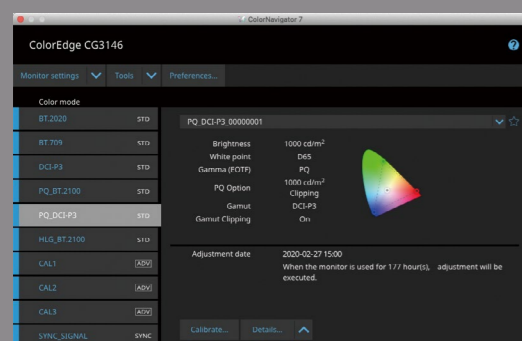 ColorNavigator 7
ColorEdge CG3146
?
Monitor settings Tools Preferences...
Color mode
BT.2020 STD
BT.709 STD
DCI-P3 STD
PQ_BT.2100 STD
PQ_DCI-P3 STD
HLG_BT.2100 STD
CAL1 ADV
CAL2 ADV
CAL3 ADV
SYNC_SIGNAL SYNC
PQ_DCI-P3_00000001
Brightness 1000 cd/m²
White point D65
Gamma (EOTF) PQ
PQ Option 1000 cd/m²
Clipping
Gamut DCI-P3
Gamut Clipping On
Adjustment date 2020-02-27 15:00
When the monitor is used for 177 hour(s), adjustment will be
executed.
Calibrate... Details...